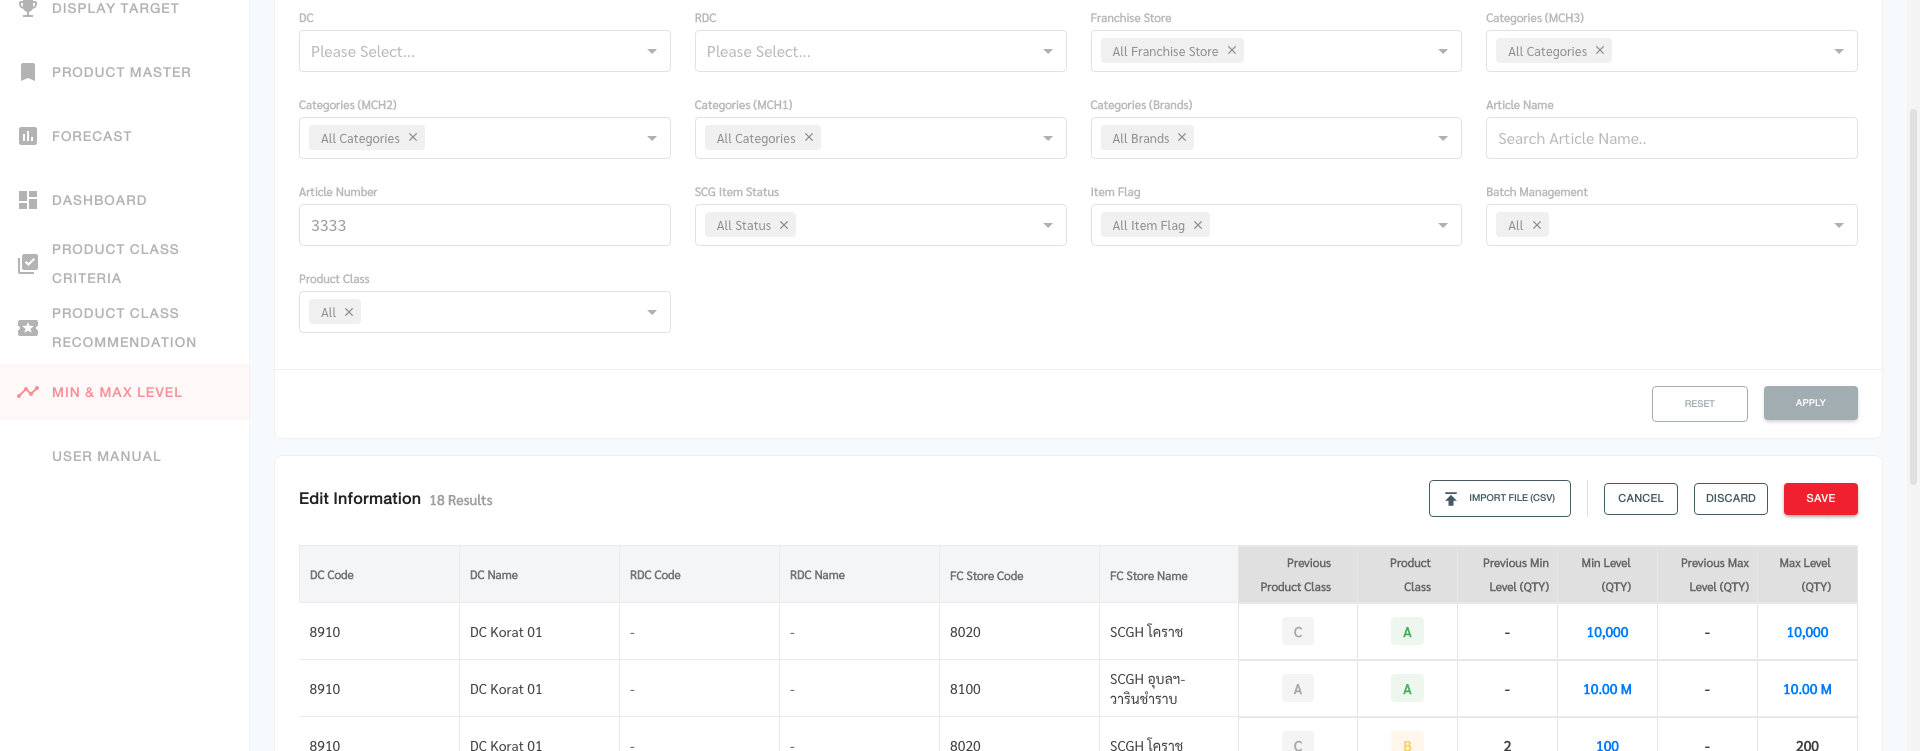 DISPLAY TARGET
PRODUCT MASTER
FORECAST
DASHBOARD
PRODUCT CLASS
CRITERIA
PRODUCT CLASS
RECOMMENDATION
MIN & MAX LEVEL
USER MANUAL
DC RDC Franchise Store Categories (MCH3)
Please Select... Please Select... All Franchise Store × All Categories ×
Categories (MCH2) Categories (MCH1) Categories (Brands) Article Name
All Categories × All Categories × All Brands × Search Article Name..
Article Number SCG Item Status Item Flag Batch Management
3333 All Status × All Item Flag × All ×
Product Class
All ×
RESET APPLY
Edit Information 18 Results IMPORT FILE (CSV) CANCEL DISCARD SAVE
DC Code DC Name RDC Code RDC Name FC Store Code FC Store Name Previous Product Class Product Class Previous Min Level (QTY) Min Level (QTY) Previous Max Level (QTY) Max Level (QTY)
8910 DC Korat 01 - - 8020 SCGH โคราช C A - 10,000 - 10,000
8910 DC Korat 01 - - 8100 SCGH อุบลฯ-วารินชำราบ A A - 10.00 M - 10.00 M
8910 DC Korat 01 - - 8020 SCGH โคราช C B 2 100 - 200